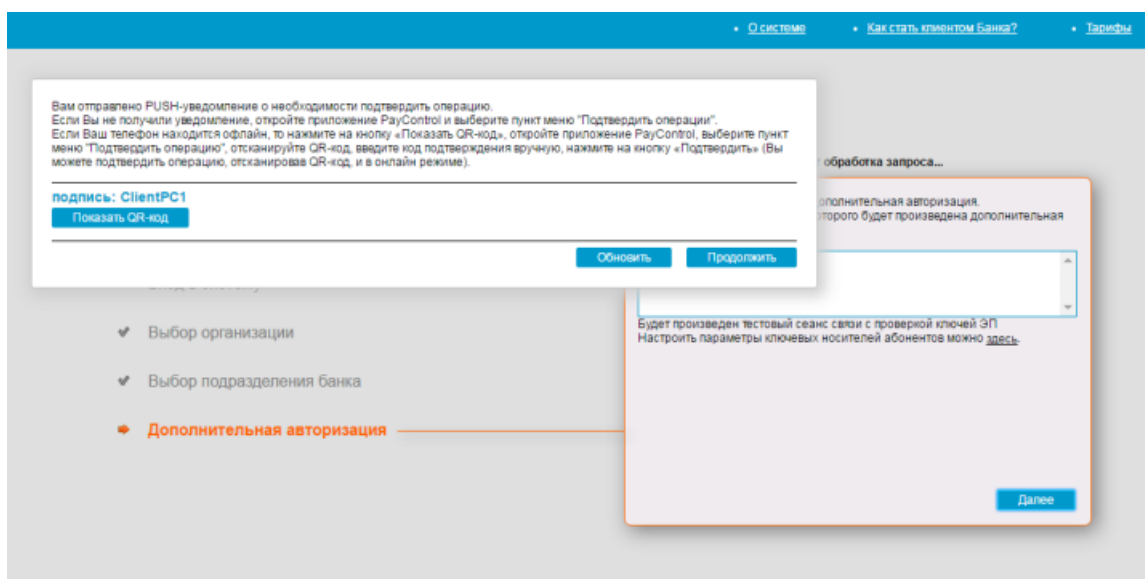 О системе
Как стать клиентом Банка?
Тарифы
Вам отправлено PUSH-уведомление о необходимости подтвердить операцию.
Если Вы не получили уведомление, откройте приложение PayControl и выберите пункт меню "Подтвердить операции".
Если Ваш телефон находится офлайн, то нажмите на кнопку «Показать QR-код», откройте приложение PayControl, выберите пункт
меню "Подтвердить операцию", отсканируйте QR-код, введите код подтверждения вручную, нажмите на кнопку «Подтвердить» (Вы
можете подтвердить операцию, отсканировав QR-код, и в онлайн режиме).
обработка запроса...
подпись: ClientPC1
Показать QR-код
ополнительная авторизация.
оторого будет произведена дополнительная
Обновить
Продолжить
Будет произведен тестовый сеанс связи с проверкой ключей ЭП
Настроить параметры ключевых носителей абонентов можно здесь.
Выбор организации
Выбор подразделения банка
Дополнительная авторизация
Далее